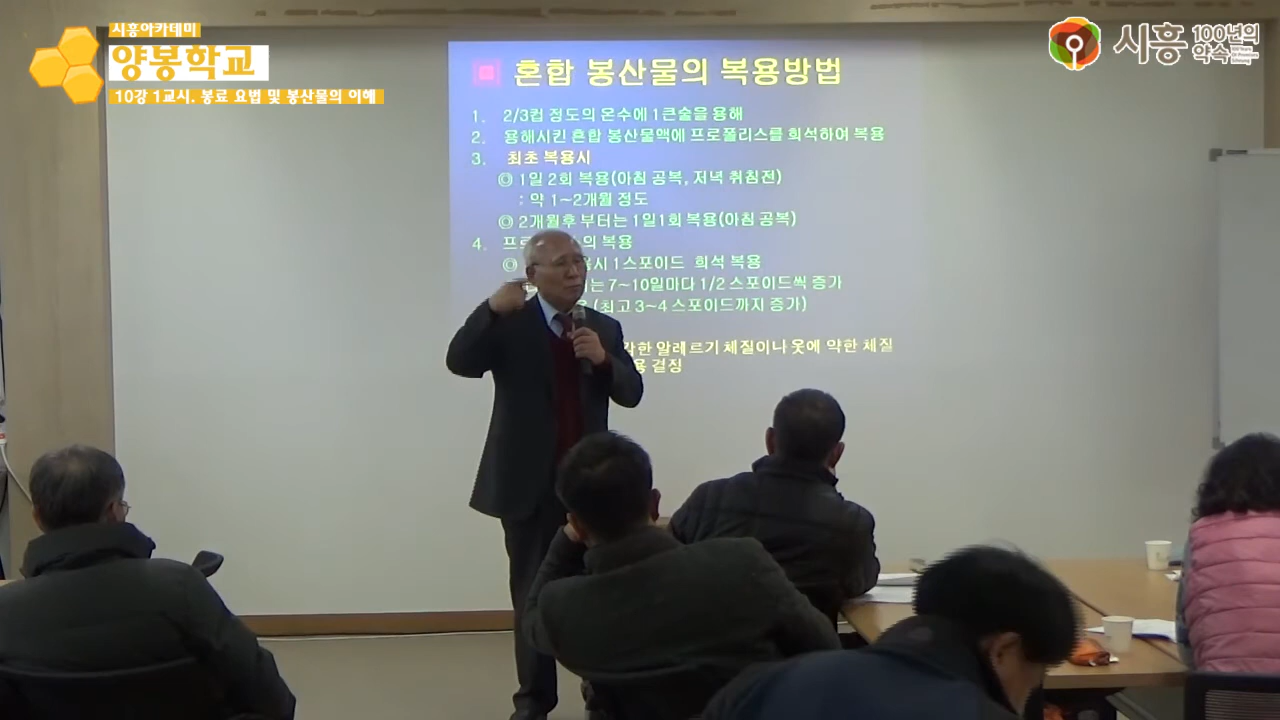 시흥아카데미
양봉학교
10강 1교시. 봉료 요법 및 봉산물의 이해
시흥 100년의 약속
혼합 봉산물의 복용방법
1. 2/3컵 정도의 온수에 1큰술을 용해
2. 용해시킨 혼합 봉산물액에 프로폴리스를 희석하여 복용
3. 최초 복용시
◎ 1일 2회 복용(아침 공복, 저녁 취침전)
: 약 1~2개월 정도
◎ 2개월후 부터는 1일1회 복용(아침 공복)
4. 프로 의 복용
◎ 용시 1스포이드 희석 복용
는 7~10일마다 1/2 스포이드씩 증가
(최고 3~4 스포이드까지 증가)
감한 알레르기 체질이나 옷에 약한 체질
용 결정